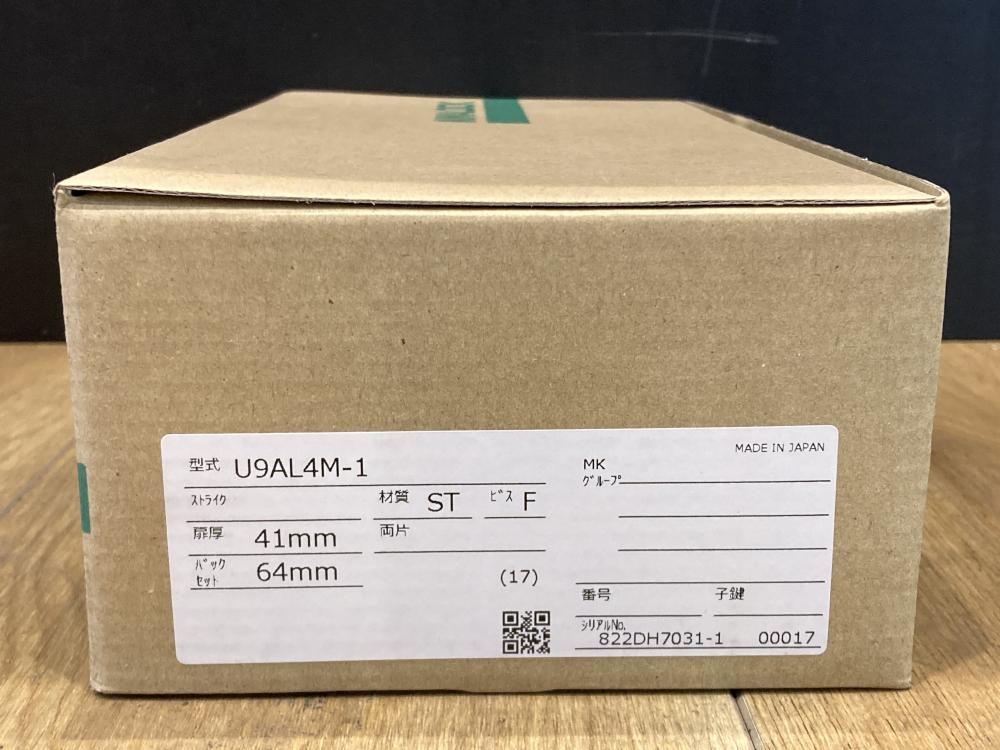 MADE IN JAPAN
型式 U9AL4M-1
MK
グループ
ストライク
材質 ST ビス F
扉厚 41mm
両片
バックセット 64mm
(17)
番号 子鍵
シリアルNo.
822DH7031-1 00017